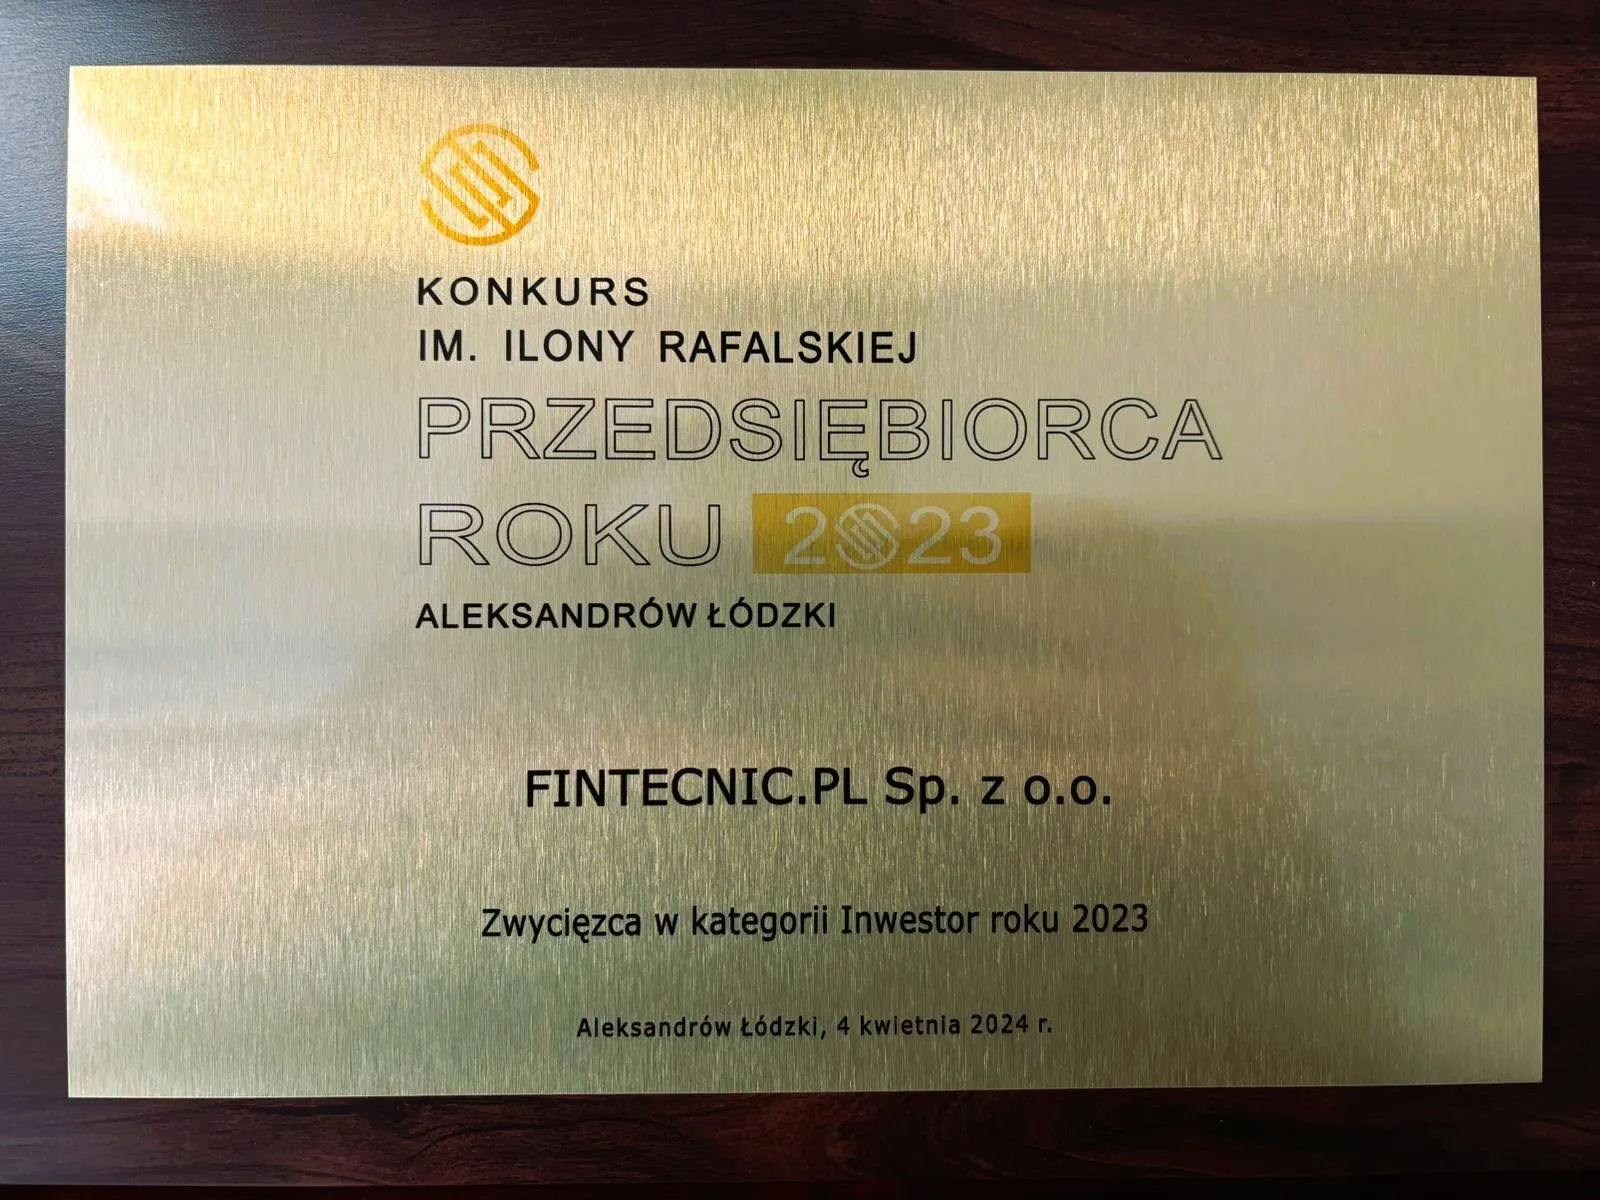 KONKURS
IM. ILONY RAFALSKIEJ
PRZEDSIĘBIORCA
ROKU 2023
ALEKSANDRÓW ŁÓDZKI
FINTECNIC.PL Sp. z o.o.
Zwycięzca w kategorii Inwestor roku 2023
Aleksandrów Łódzki, 4 kwietnia 2024 r.